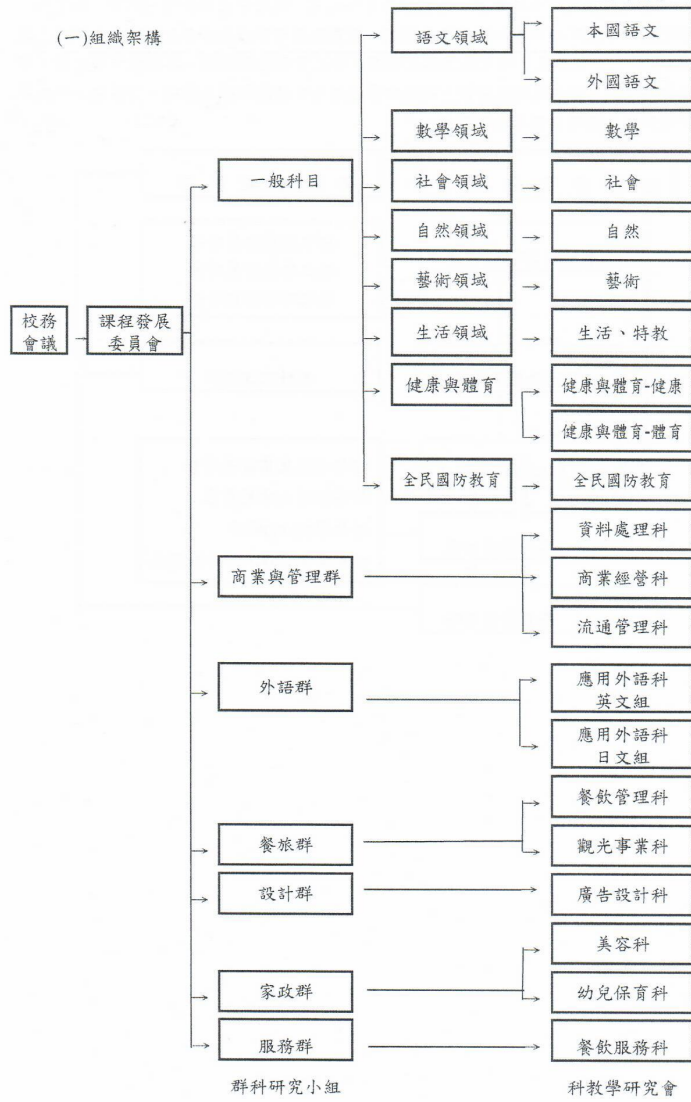 (一)組織架構
語文領域
本國語文
外國語文
數學領域
數學
一般科目
社會領域
社會
自然領域
自然
藝術領域
藝術
校務
會議
課程發展
委員會
生活領域
生活、特教
健康與體育
健康與體育-健康
健康與體育-體育
全民國防教育
全民國防教育
資料處理科
商業與管理群
商業經營科
流通管理科
外語群
應用外語科
英文組
應用外語科
日文組
餐飲管理科
餐旅群
觀光事業科
設計群
廣告設計科
美容科
家政群
幼兒保育科
服務群
餐飲服務科
群科研究小組
科教學研究會